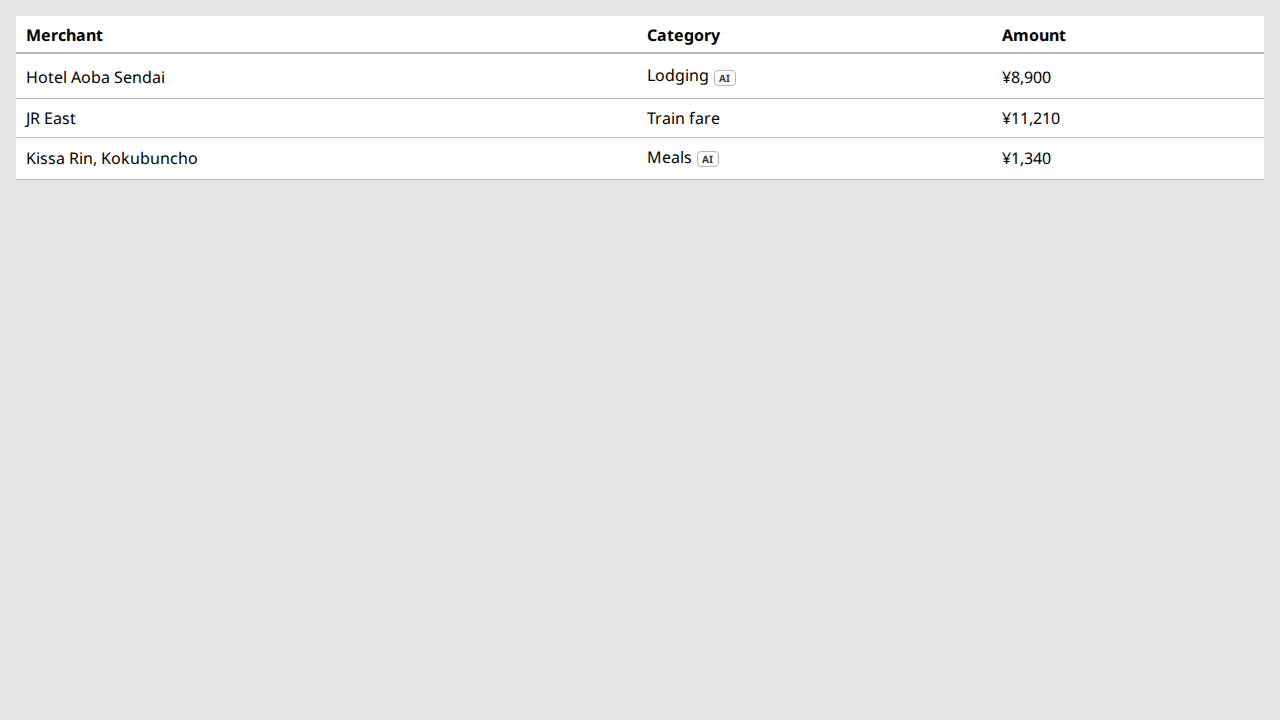 Merchant Category Amount
Hotel Aoba Sendai Lodging AI ¥8,900
JR East Train fare ¥11,210
Kissa Rin, Kokubuncho Meals AI ¥1,340